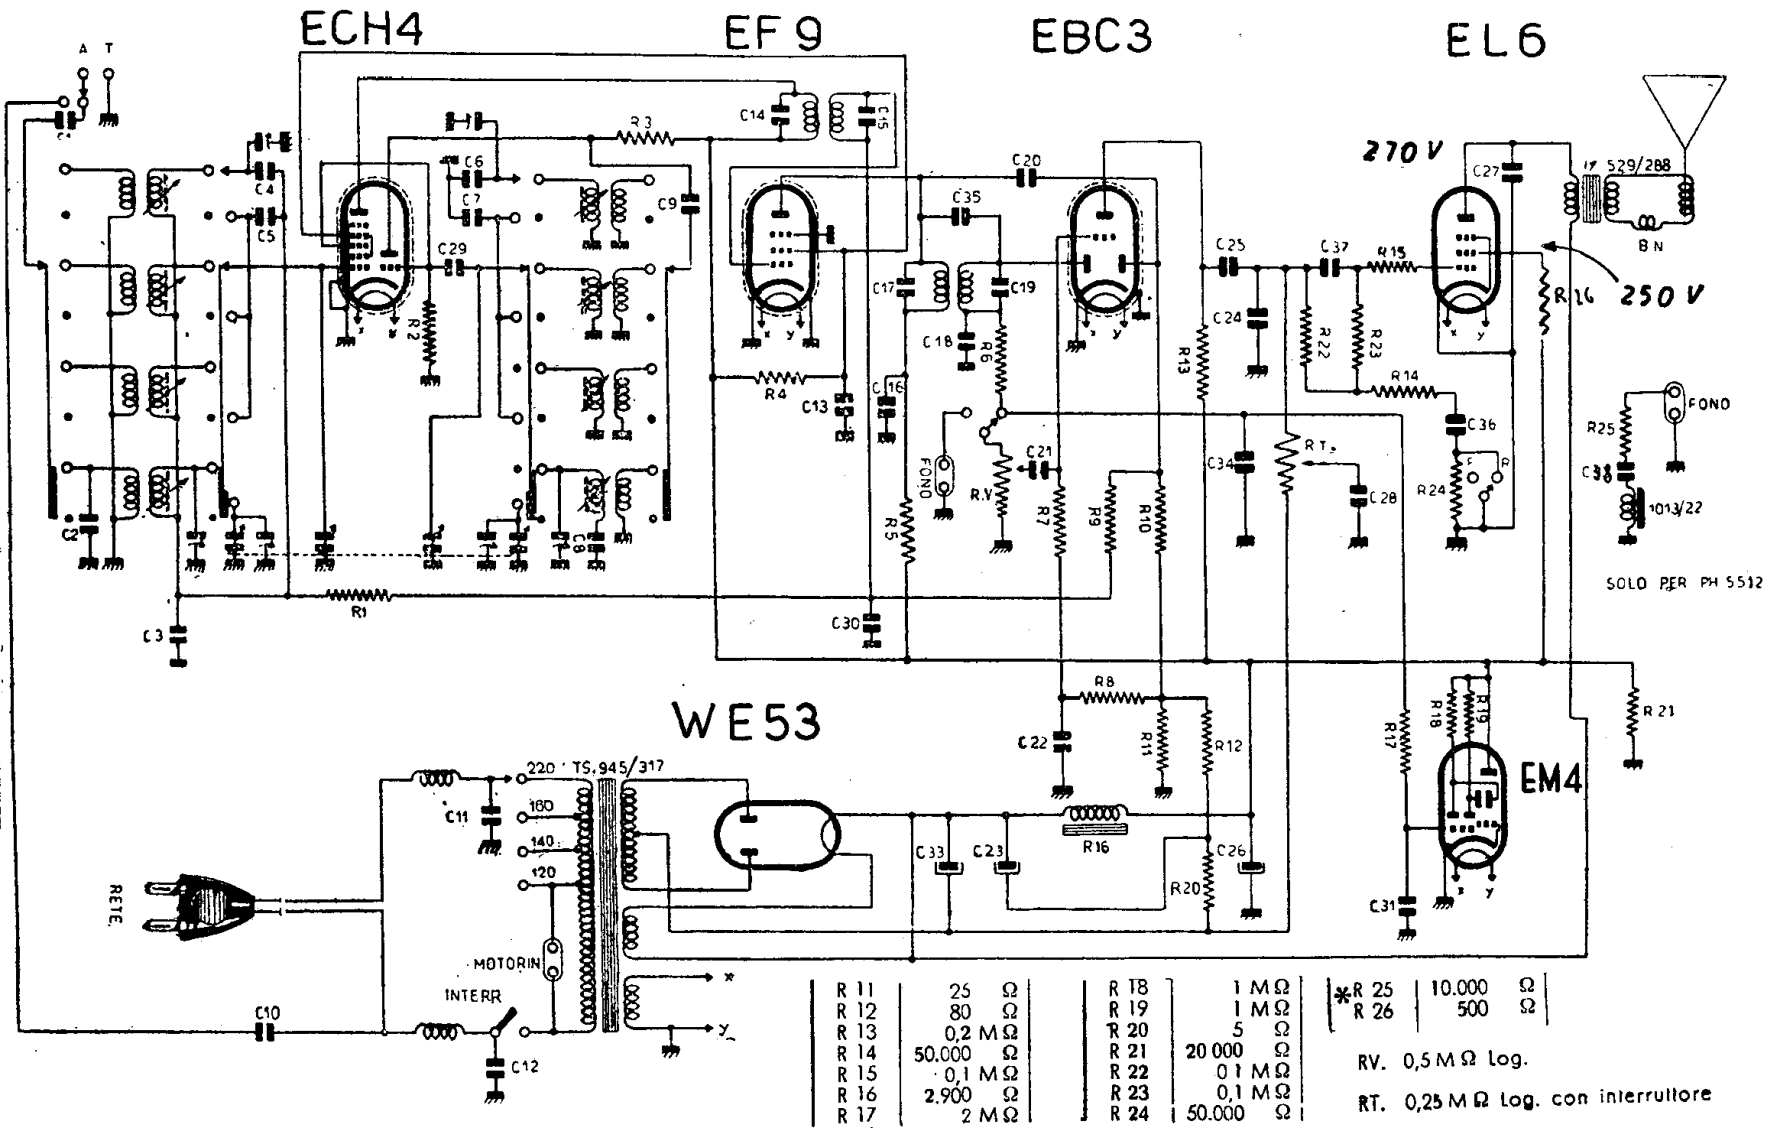 ECH4
EF9
EBC3
EL6
A T
C1
C4
C5
C6
C7
R3
C14
C15
C20
270 V
C27
529/288
BN
C9
C35
C29
C25
C37
R15
C17
C19
R 26
250 V
R2
C18
R6
C24
R22
R23
R13
x
x
x y
x y
x y
R4
C13
C16
R14
C36
R25
FONO
FONO
C21
R.V
C34
C28
R24
F R
C38
1013/22
C2
C8
R5
R7
R9
R10
SOLO PER PH 5512
R1
C3
C30
WE53
R8
C22
R11
R12
R18
R19
R17
R 21
EM4
220
TS.945/317
160
140
120
C11
R16
C33
C23
C26
R20
C31
x y
RETE
MOTORIN
INTERR
x
y
C10
C12
R 11 25 Ω
R 12 80 Ω
R 13 0,2 MΩ
R 14 50.000 Ω
R 15 0,1 MΩ
R 16 2.900 Ω
R 17 2 MΩ
R 18 1 MΩ
R 19 1 MΩ
R 20 5 Ω
R 21 20 000 Ω
R 22 0 1 MΩ
R 23 0,1 MΩ
R 24 50.000 Ω
*R 25 10.000 Ω
R 26 500 Ω
RV. 0,5 MΩ Log.
RT. 0,25 MΩ Log. con interruttore